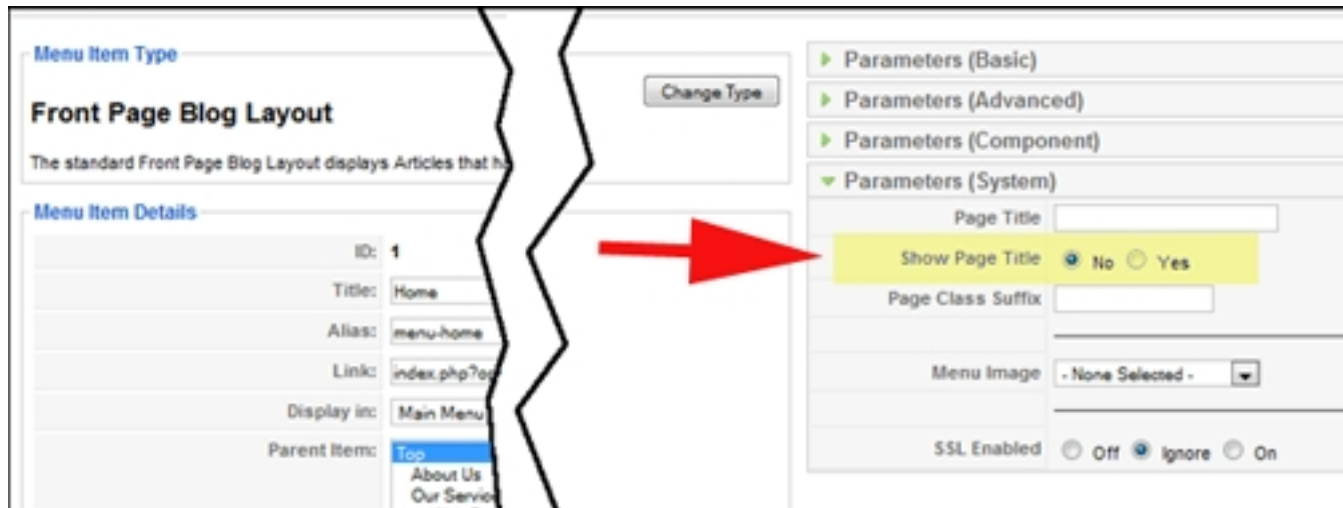 Menu Item Type
Change Type
Front Page Blog Layout
The standard Front Page Blog Layout displays Articles that
Menu Item Details
ID: 1
Title: Home
Alias: menu-home
Link:
Display in: Main Menu
Parent Item: Top
About Us
Our
Parameters (Basic)
Parameters (Advanced)
Parameters (Component)
Parameters (System)
Page Title
Show Page Title No Yes
Page Class Suffix
Menu Image - None Selected -
SSL Enabled Off Ignore On